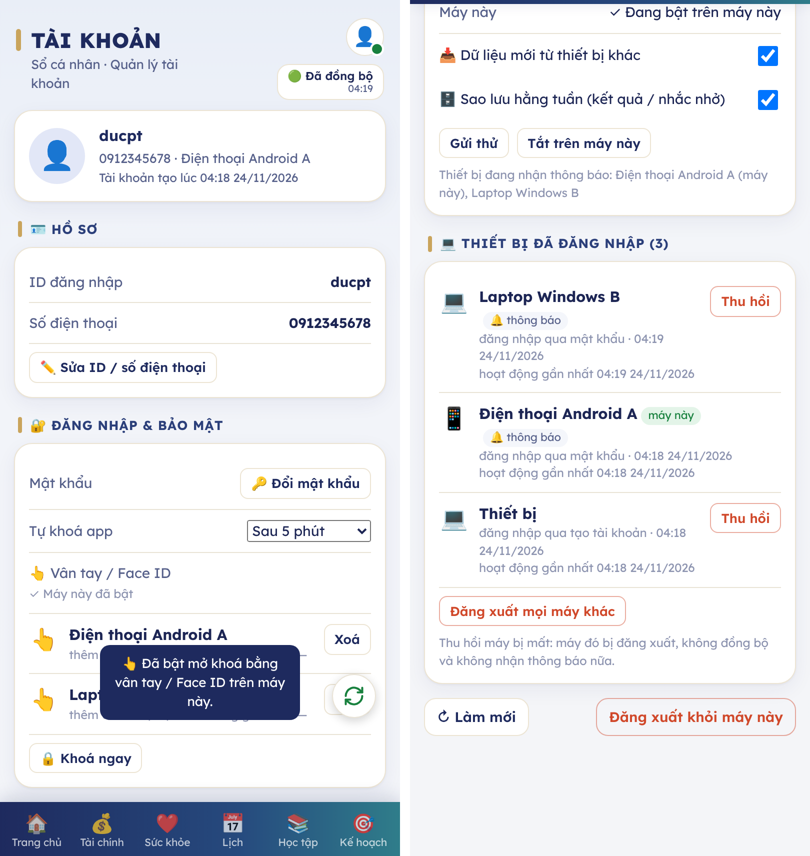 TÀI KHOẢN
Sổ cá nhân · Quản lý tài
khoản
Đã đồng bộ
04:19
ducpt
0912345678 · Điện thoại Android A
Tài khoản tạo lúc 04:18 24/11/2026
HỒ SƠ
ID đăng nhập
ducpt
Số điện thoại
0912345678
Sửa ID / số điện thoại
ĐĂNG NHẬP & BẢO MẬT
Mật khẩu
Đổi mật khẩu
Tự khoá app
Sau 5 phút
Vân tay / Face ID
✓ Máy này đã bật
Điện thoại Android A
Xoá
thêm
Đã bật mở khoá bằng
vân tay / Face ID trên máy
này.
thêm
Khoá ngay
Trang chủ
Tài chính
Sức khỏe
JUL
17
Lịch
Học tập
Kế hoạch
Máy này
✓ Đang bật trên máy này
Dữ liệu mới từ thiết bị khác
Sao lưu hằng tuần (kết quả / nhắc nhở)
Gửi thử
Tắt trên máy này
Thiết bị đang nhận thông báo: Điện thoại Android A (máy
này), Laptop Windows B
THIẾT BỊ ĐÃ ĐĂNG NHẬP (3)
Laptop Windows B
Thu hồi
thông báo
đăng nhập qua mật khẩu · 04:19
24/11/2026
hoạt động gần nhất 04:19 24/11/2026
Điện thoại Android A
máy này
thông báo
đăng nhập qua mật khẩu · 04:18 24/11/2026
hoạt động gần nhất 04:18 24/11/2026
Thiết bị
Thu hồi
đăng nhập qua tạo tài khoản · 04:18
24/11/2026
hoạt động gần nhất 04:18 24/11/2026
Đăng xuất mọi máy khác
Thu hồi máy bị mất: máy đó bị đăng xuất, không đồng bộ
và không nhận thông báo nữa.
↻ Làm mới
Đăng xuất khỏi máy này